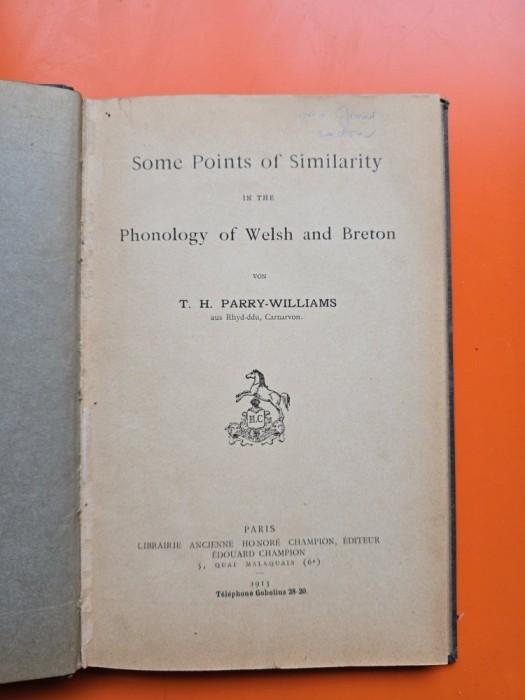 Some Points of Similarity
IN THE
Phonology of Welsh and Breton
VON
T. H. PARRY-WILLIAMS
aus Rhyd-ddu, Carnarvon.
H.C
PARIS
LIBRAIRIE ANCIENNE HONORÉ CHAMPION, ÉDITEUR
ÉDOUARD CHAMPION
5, QUAI MALAQUAIS (6e)
1913
Téléphone Gobelins 28-20.